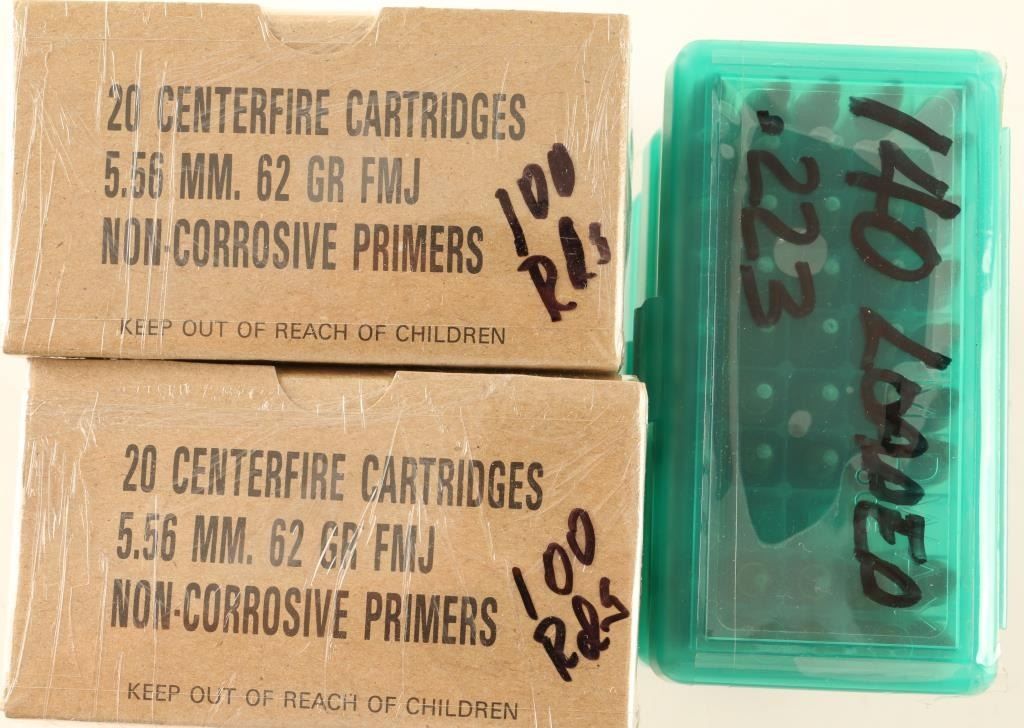 20 CENTERFIRE CARTRIDGES
5.56 MM. 62 GR FMJ
NON-CORROSIVE PRIMERS
KEEP OUT OF REACH OF CHILDREN
100
RdS
20 CENTERFIRE CARTRIDGES
5.56 MM. 62 GR FMJ
NON-CORROSIVE PRIMERS
KEEP OUT OF REACH OF CHILDREN
100
RdS
140 LOADED
.223